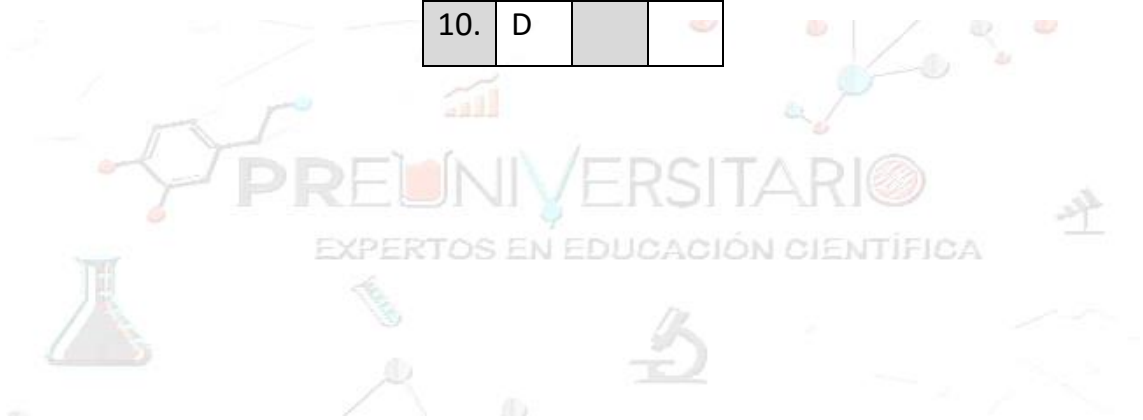 10. D
PREUNIVERSITARIO
EXPERTOS EN EDUCACIÓN CIENTÍFICA